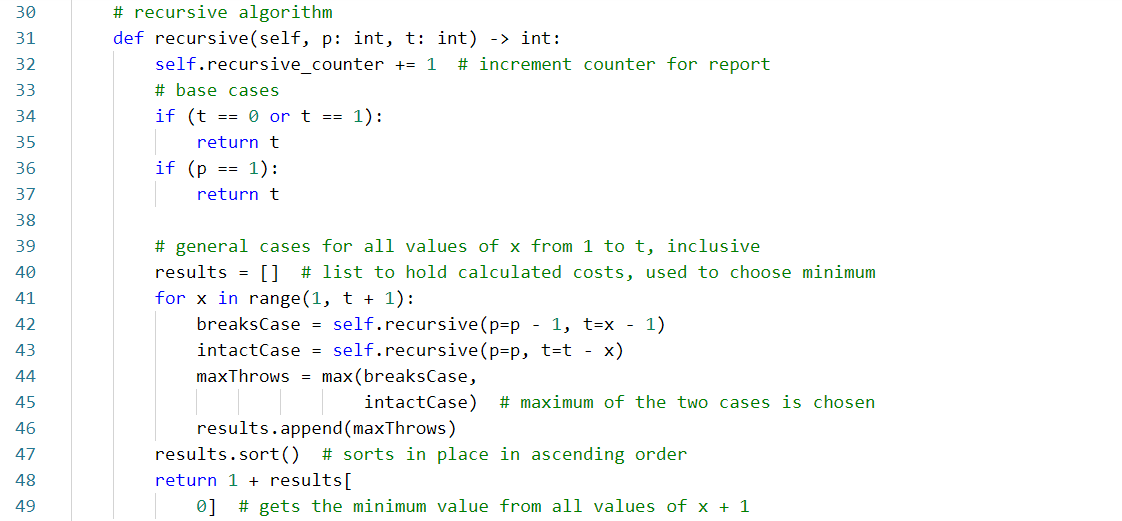 30    # recursive algorithm
31    def recursive(self, p: int, t: int) -> int:
32        self.recursive_counter += 1  # increment counter for report
33        # base cases
34        if (t == 0 or t == 1):
35            return t
36        if (p == 1):
37            return t
38
39        # general cases for all values of x from 1 to t, inclusive
40        results = []  # list to hold calculated costs, used to choose minimum
41        for x in range(1, t + 1):
42            breaksCase = self.recursive(p=p - 1, t=x - 1)
43            intactCase = self.recursive(p=p, t=t - x)
44            maxThrows = max(breaksCase,
45                            intactCase)  # maximum of the two cases is chosen
46            results.append(maxThrows)
47        results.sort()  # sorts in place in ascending order
48        return 1 + results[
49            0]  # gets the minimum value from all values of x + 1